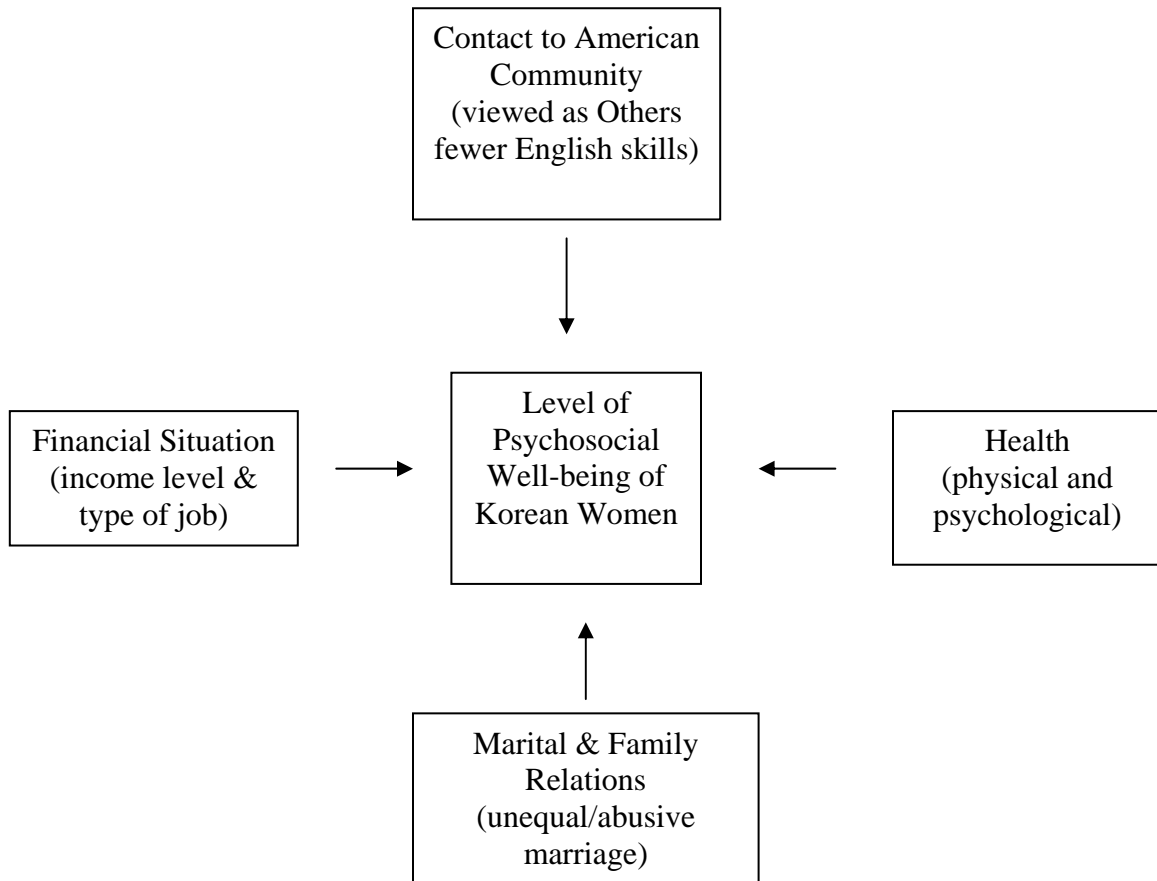 Contact to American
Community
(viewed as Others
fewer English skills)
Financial Situation
(income level &
type of job)
Level of
Psychosocial
Well-being of
Korean Women
Health
(physical and
psychological)
Marital & Family
Relations
(unequal/abusive
marriage)